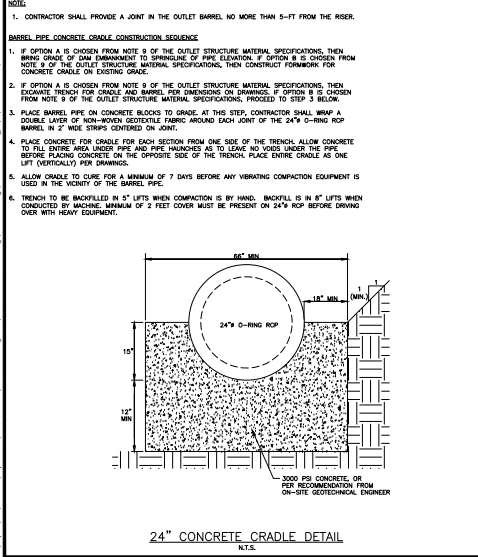 NOTE:
1. CONTRACTOR SHALL PROVIDE A JOINT IN THE OUTLET BARREL NO MORE THAN 5-FT FROM THE RISER.
BARREL PIPE CONCRETE CRADLE CONSTRUCTION SEQUENCE
1. IF OPTION A IS CHOSEN FROM NOTE 9 OF THE OUTLET STRUCTURE MATERIAL SPECIFICATIONS, THEN
BRING GRADE OF DAM EMBANKMENT TO SPRINGLINE OF PIPE ELEVATION. IF OPTION B IS CHOSEN FROM
NOTE 9 OF THE OUTLET STRUCTURE MATERIAL SPECIFICATIONS, THEN CONSTRUCT FORMWORK FOR
CONCRETE CRADLE ON EXISTING GRADE.
2. IF OPTION A IS CHOSEN FROM NOTE 9 OF THE OUTLET STRUCTURE MATERIAL SPECIFICATIONS, THEN
EXCAVATE TRENCH FOR CRADLE AND BARREL PER DIMENSIONS ON DRAWINGS. IF OPTION B IS CHOSEN
FROM NOTE 9 OF THE OUTLET STRUCTURE MATERIAL SPECIFICATIONS, PROCEED TO STEP 3 BELOW.
3. PLACE BARREL PIPE ON CONCRETE BLOCKS TO GRADE. AT THIS STEP, CONTRACTOR SHALL WRAP A
DOUBLE LAYER OF NON-WOVEN GEOTEXTILE FABRIC AROUND EACH JOINT OF THE 24"ø O-RING RCP
BARREL IN 2' WIDE STRIPS CENTERED ON JOINT.
4. PLACE CONCRETE FOR CRADLE FOR EACH SECTION FROM ONE SIDE OF THE TRENCH. ALLOW CONCRETE
TO FILL ENTIRE AREA UNDER PIPE AND PIPE HAUNCHES AS TO LEAVE NO VOIDS UNDER THE PIPE
BEFORE PLACING CONCRETE ON THE OPPOSITE SIDE OF THE TRENCH. PLACE ENTIRE CRADLE AS ONE
LIFT (VERTICALLY) PER DRAWINGS.
5. ALLOW CRADLE TO CURE FOR A MINIMUM OF 7 DAYS BEFORE ANY VIBRATING COMPACTION EQUIPMENT IS
USED IN THE VICINITY OF THE BARREL PIPE.
6. TRENCH TO BE BACKFILLED IN 5" LIFTS WHEN COMPACTION IS BY HAND. BACKFILL IS IN 8" LIFTS WHEN
CONDUCTED BY MACHINE. MINIMUM OF 2 FEET COVER MUST BE PRESENT ON 24"ø RCP BEFORE DRIVING
OVER WITH HEAVY EQUIPMENT.
66" MIN
1
1
(MIN.)
18" MIN
24"ø O-RING RCP
15"
12"
MIN
3000 PSI CONCRETE, OR
PER RECOMMENDATION FROM
ON-SITE GEOTECHNICAL ENGINEER
24" CONCRETE CRADLE DETAIL
N.T.S.